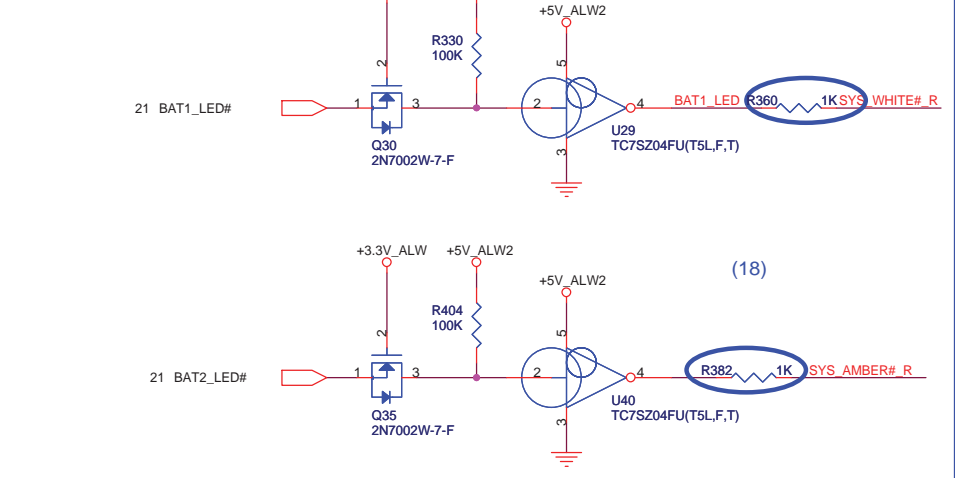 +5V_ALW2
R330
100K
2
5
21 BAT1_LED#
1
3
2
4
BAT1_LED
R360
1K
SYS_WHITE#_R
Q30
2N7002W-7-F
3
U29
TC7SZ04FU(T5L,F,T)
+3.3V_ALW
+5V_ALW2
(18)
+5V_ALW2
R404
100K
2
5
21 BAT2_LED#
1
3
2
4
R382
1K
SYS_AMBER#_R
Q35
2N7002W-7-F
3
U40
TC7SZ04FU(T5L,F,T)